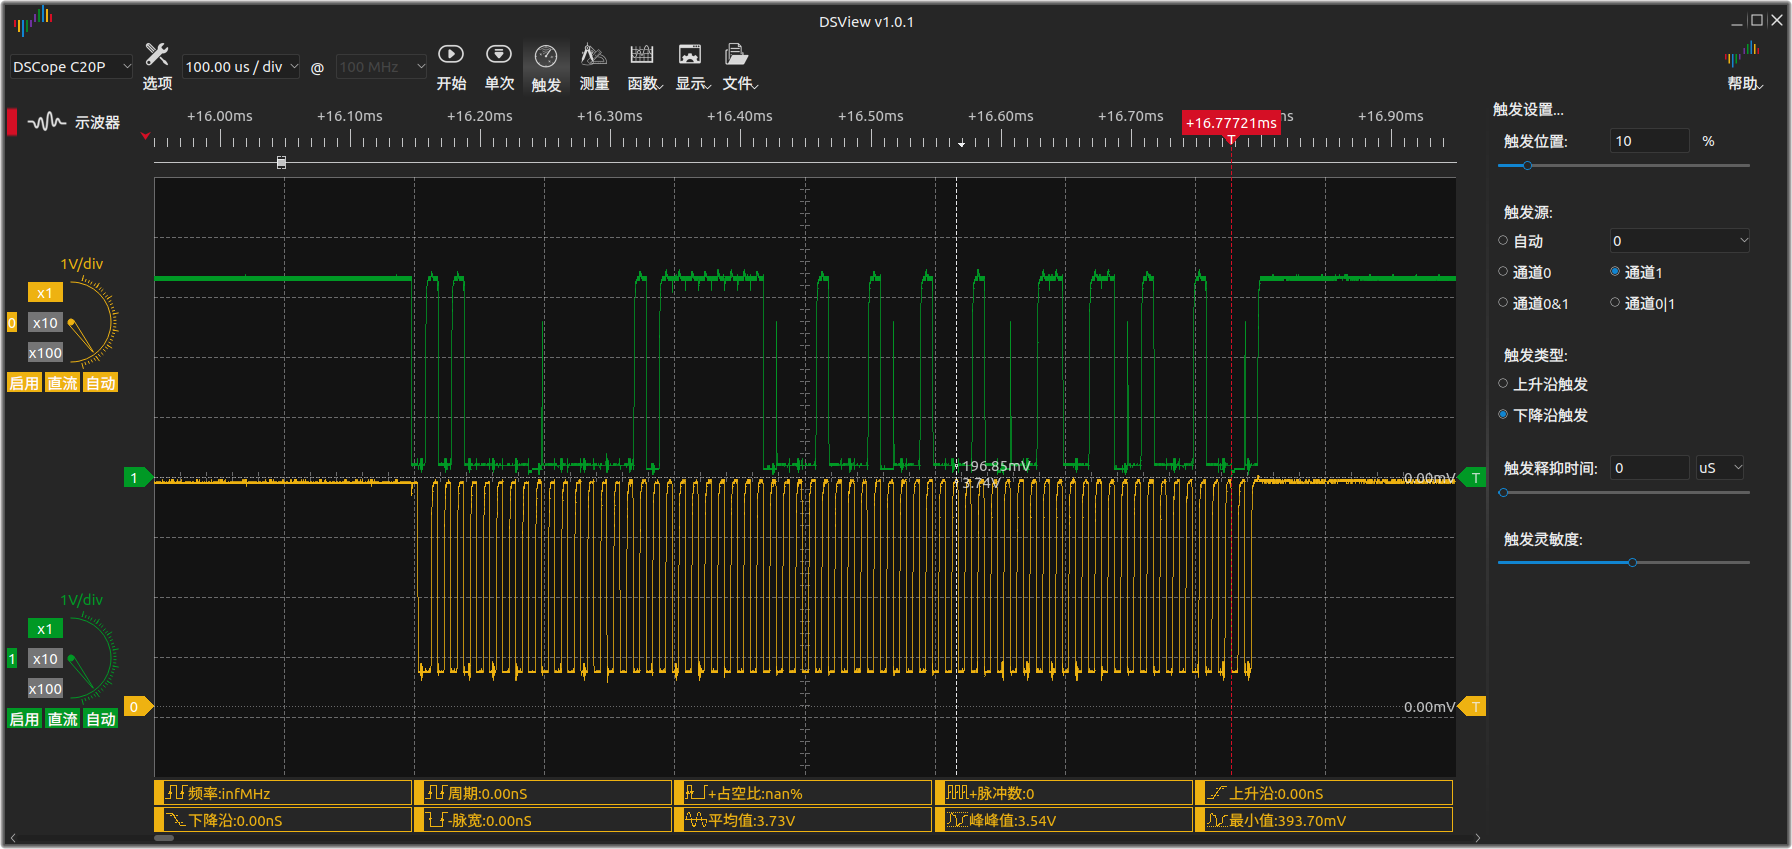 DSView v1.0.1
DSCope C20P
选项
100.00 us / div
@
100 MHz
开始
单次
触发
测量
函数
显示
文件
帮助
示波器
+16.00ms +16.10ms +16.20ms +16.30ms +16.40ms +16.50ms +16.60ms +16.70ms +16.77721ms ns +16.90ms
T
1V/div
x1
0 x10
x100
启用 直流 自动
1
196.85mV
3.74V
0.00mV T
1V/div
x1
1 x10
x100
启用 直流 自动
0
0.00mV T
频率:infMHz
周期:0.00nS
+占空比:nan%
+脉冲数:0
上升沿:0.00nS
下降沿:0.00nS
-脉宽:0.00nS
平均值:3.73V
峰峰值:3.54V
最小值:393.70mV
触发设置...
触发位置: 10 %
触发源:
自动 0
通道0 通道1
通道0&1 通道0|1
触发类型:
上升沿触发
下降沿触发
触发释抑时间: 0 uS
触发灵敏度: